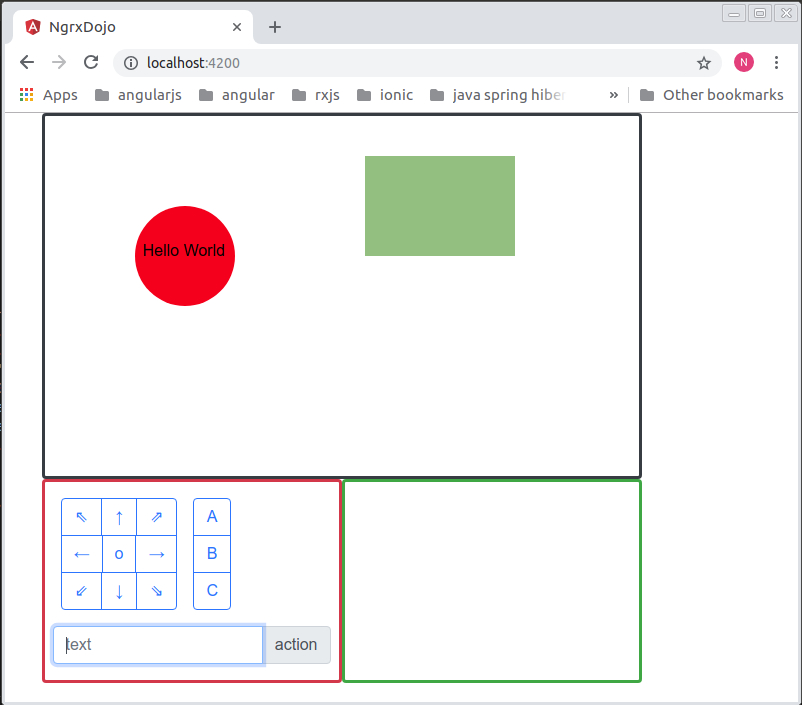 NgrxDojo
localhost:4200
N
Apps angularjs angular rxjs ionic java spring hiber » Other bookmarks
Hello World
⇖ ↑ ⇗ A
← o → B
⇙ ↓ ⇘ C
text action